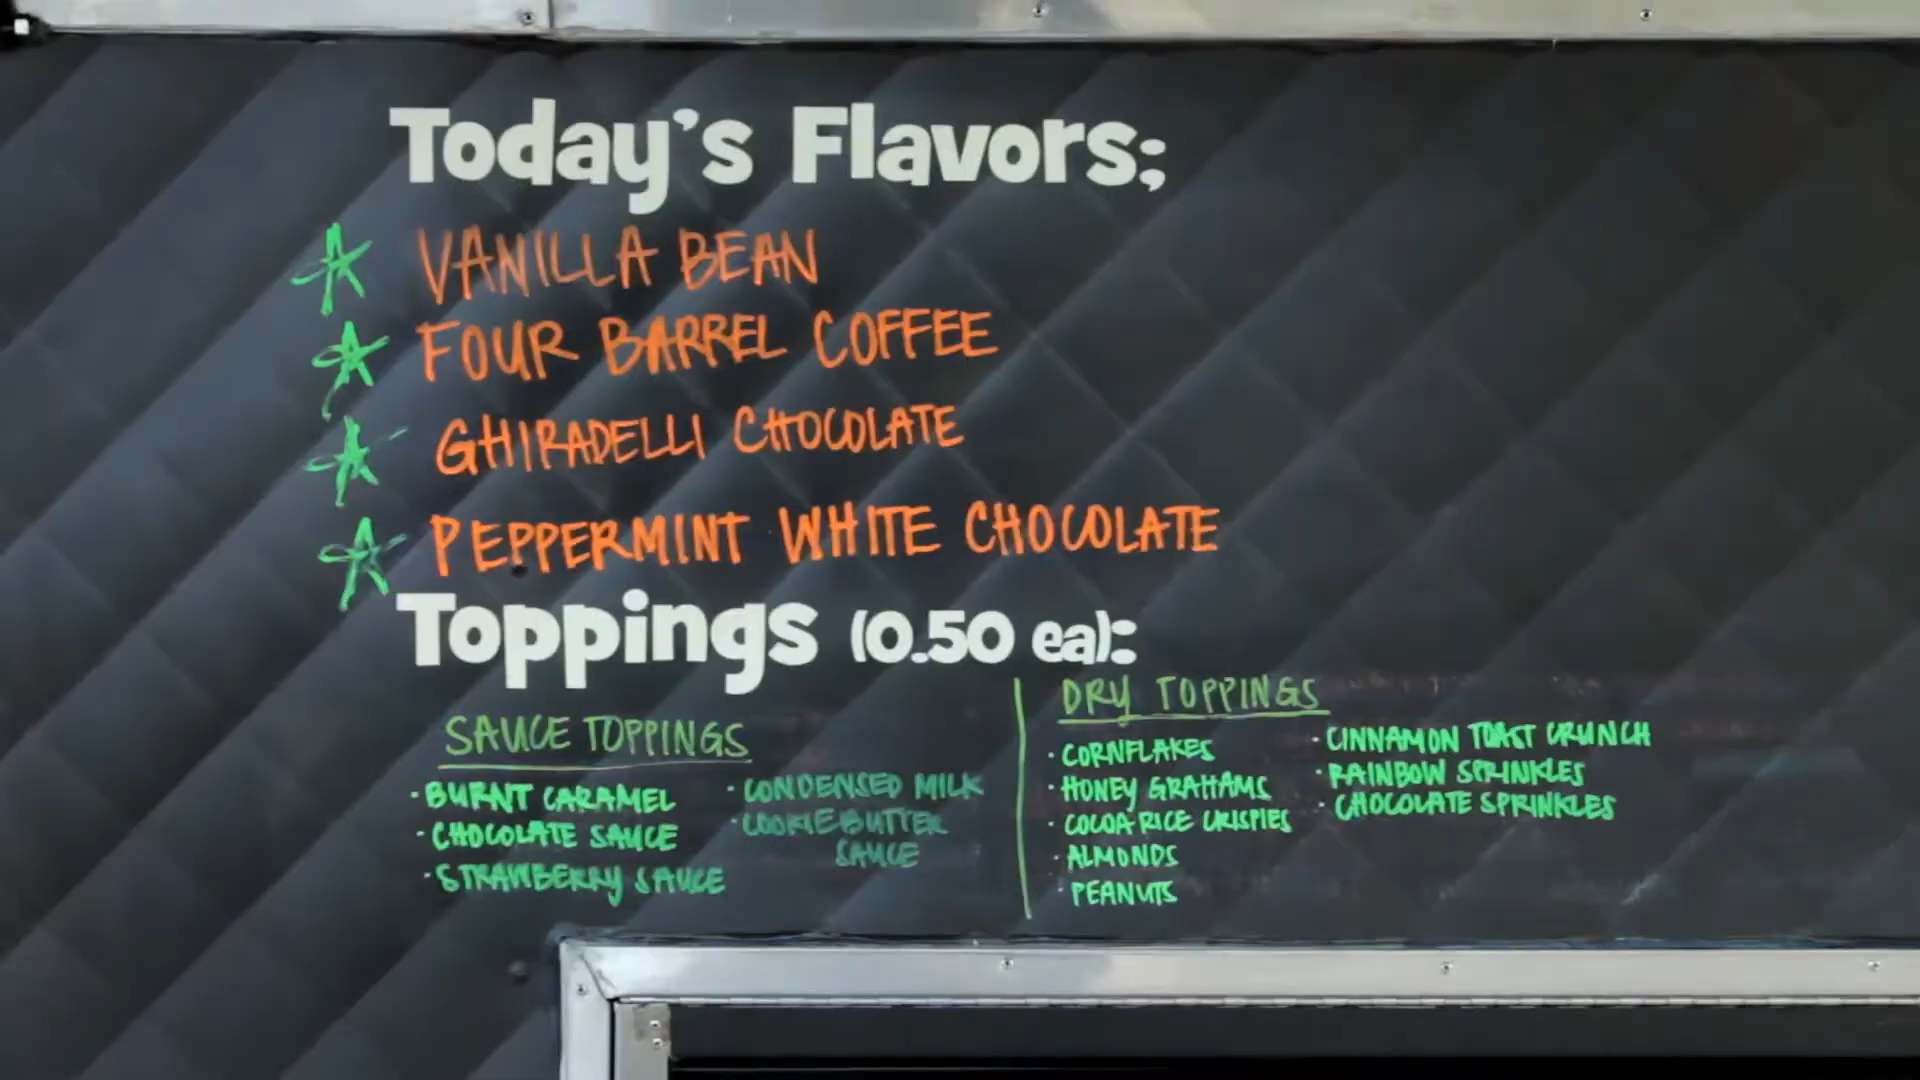 Today's Flavors;
VANILLA BEAN
FOUR BARREL COFFEE
GHIRADELLI CHOCOLATE
PEPPERMINT WHITE CHOCOLATE
Toppings (0.50 ea):
SAUCE TOPPINGS
· BURNT CARAMEL
· CHOCOLATE SAUCE
· STRAWBERRY SAUCE
· CONDENSED MILK
· COOKIE BUTTER
SAUCE
DRY TOPPINGS
· CORNFLAKES
· HONEY GRAHAMS
· COCOA RICE CRISPIES
· ALMONDS
· PEANUTS
· CINNAMON TOAST CRUNCH
· RAINBOW SPRINKLES
· CHOCOLATE SPRINKLES